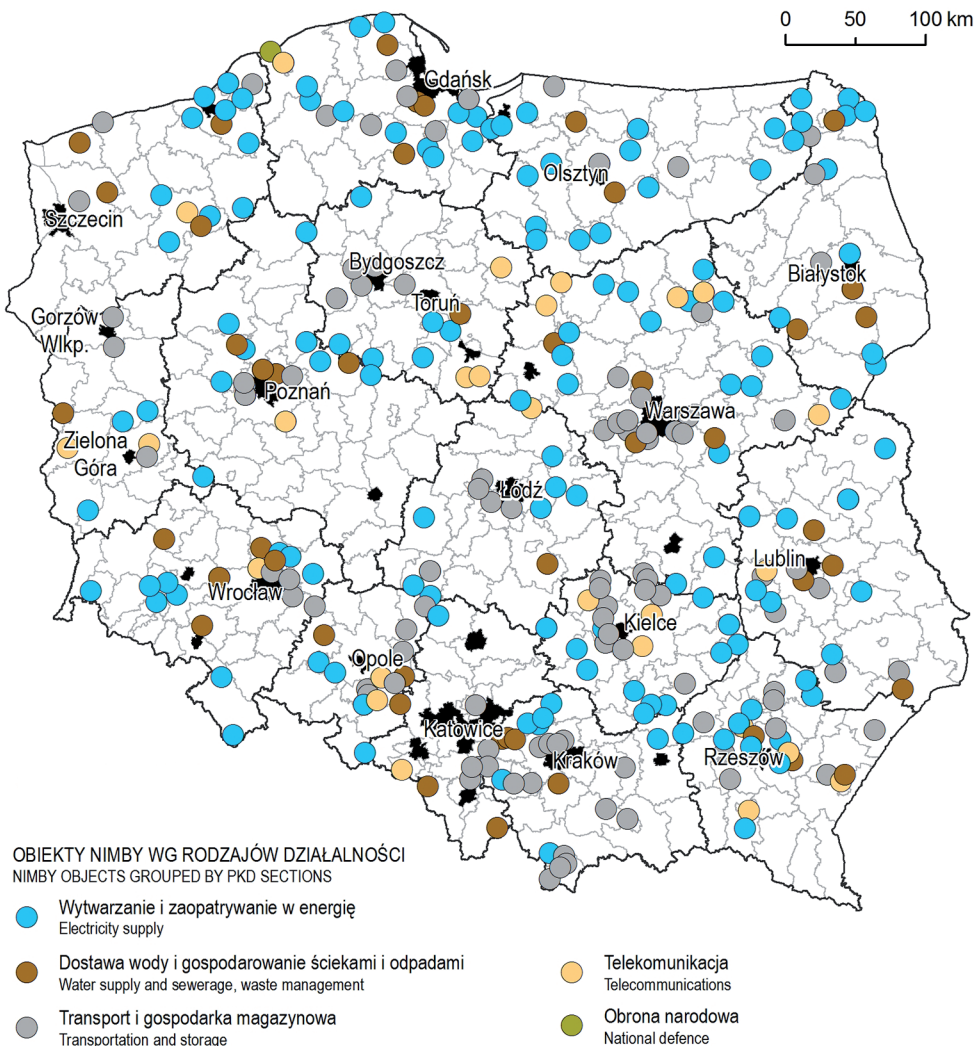 0 50 100 km
Gdańsk
Olsztyn
Szczecin
Białystok
Bydgoszcz
Toruń
Gorzów
Wlkp.
Poznań
Warszawa
Zielona
Góra
Łódź
Lublin
Wrocław
Kielce
Opole
Katowice
Kraków
Rzeszów
OBIEKTY NIMBY WG RODZAJÓW DZIAŁALNOŚCI
NIMBY OBJECTS GROUPED BY PKD SECTIONS
Wytwarzanie i zaopatrywanie w energię
Electricity supply
Dostawa wody i gospodarowanie ściekami i odpadami
Water supply and sewerage, waste management
Transport i gospodarka magazynowa
Transportation and storage
Telekomunikacja
Telecommunications
Obrona narodowa
National defence